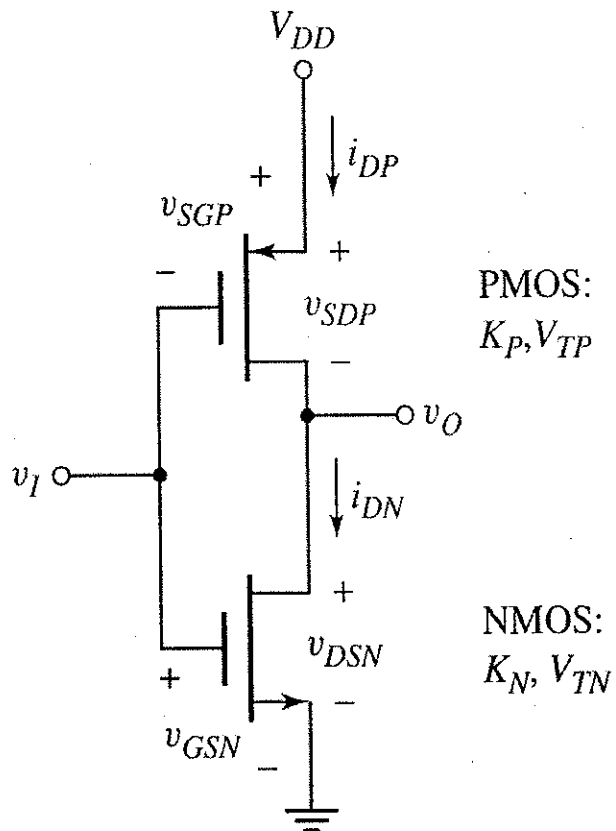 V_DD
i_DP
+
v_SGP
−
+
v_SDP
−
PMOS:
K_P, V_TP
v_O
v_I
i_DN
+
v_DSN
−
NMOS:
K_N, V_TN
+
v_GSN
−